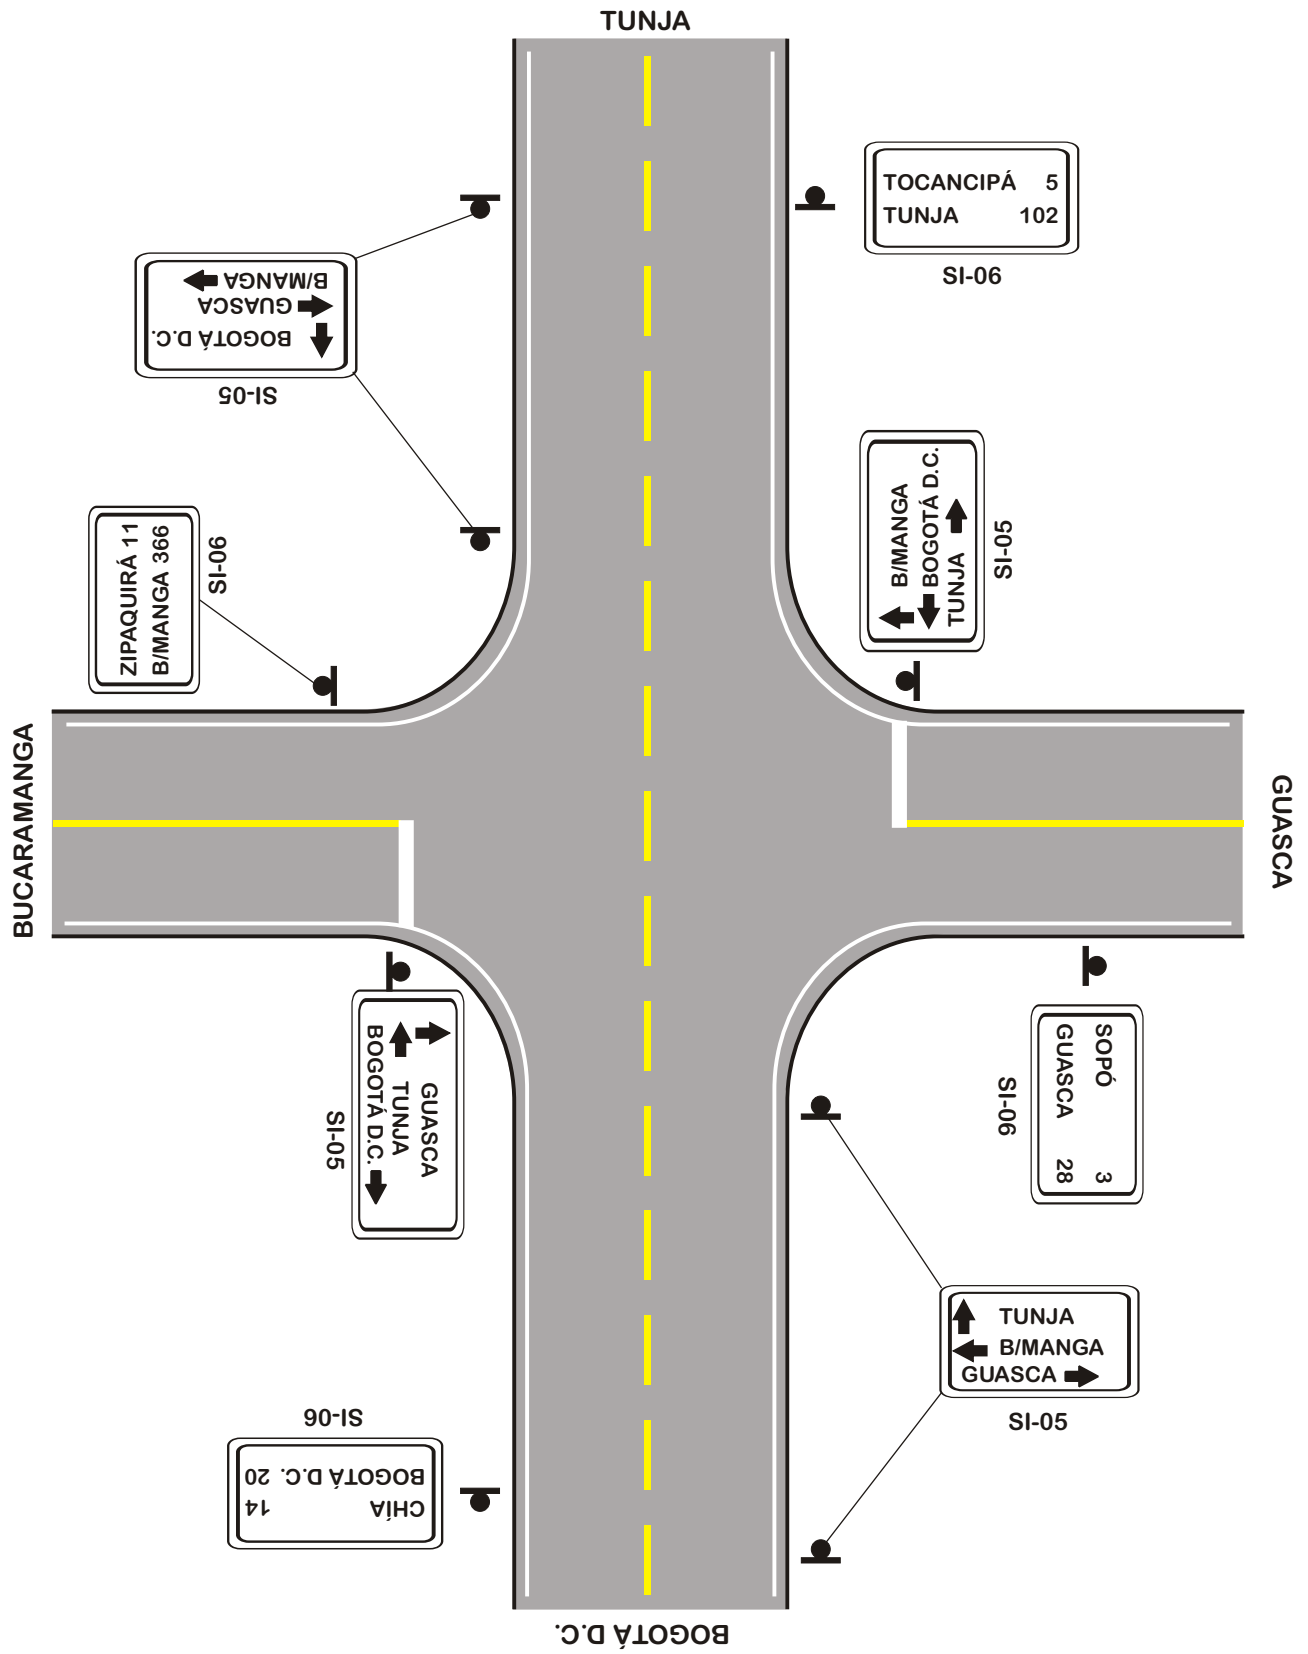 TUNJA
TOCANCIPÁ 5
TUNJA 102
SI-06
B/MANGA
GUASCA
BOGOTÁ D.C.
SI-05
B/MANGA
BOGOTÁ D.C.
TUNJA
SI-05
ZIPAQUIRÁ 11
B/MANGA 366
SI-06
BUCARAMANGA
GUASCA
GUASCA
TUNJA
BOGOTÁ D.C.
SI-05
SOPÓ 3
GUASCA 28
SI-06
TUNJA
B/MANGA
GUASCA
SI-05
CHÍA 14
BOGOTÁ D.C. 20
SI-06
BOGOTÁ D.C.